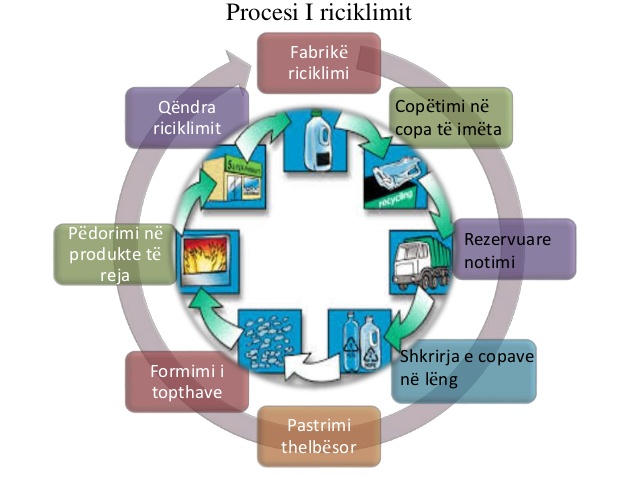 Procesi I riciklimit
Fabrikë
riciklimi
Copëtimi në
copa të imëta
Rezervuare
notimi
Shkrirja e copave
në lëng
Pastrimi
thelbësor
Formimi i
topthave
Pëdorimi në
produkte të
reja
Qëndra
riciklimit
recycling